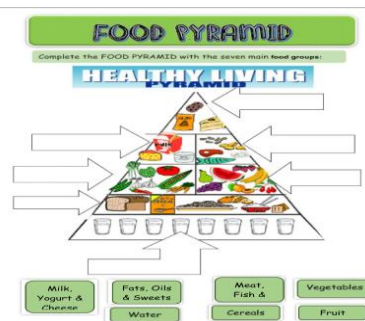 FOOD PYRAMID
Complete the FOOD PYRAMID with the seven main food groups:
HEALTHY LIVING
PYRAMID
Milk,
Yogurt &
Cheese
Fats, Oils
& Sweets
Meat,
Fish &
Vegetables
Water
Cereals
Fruit